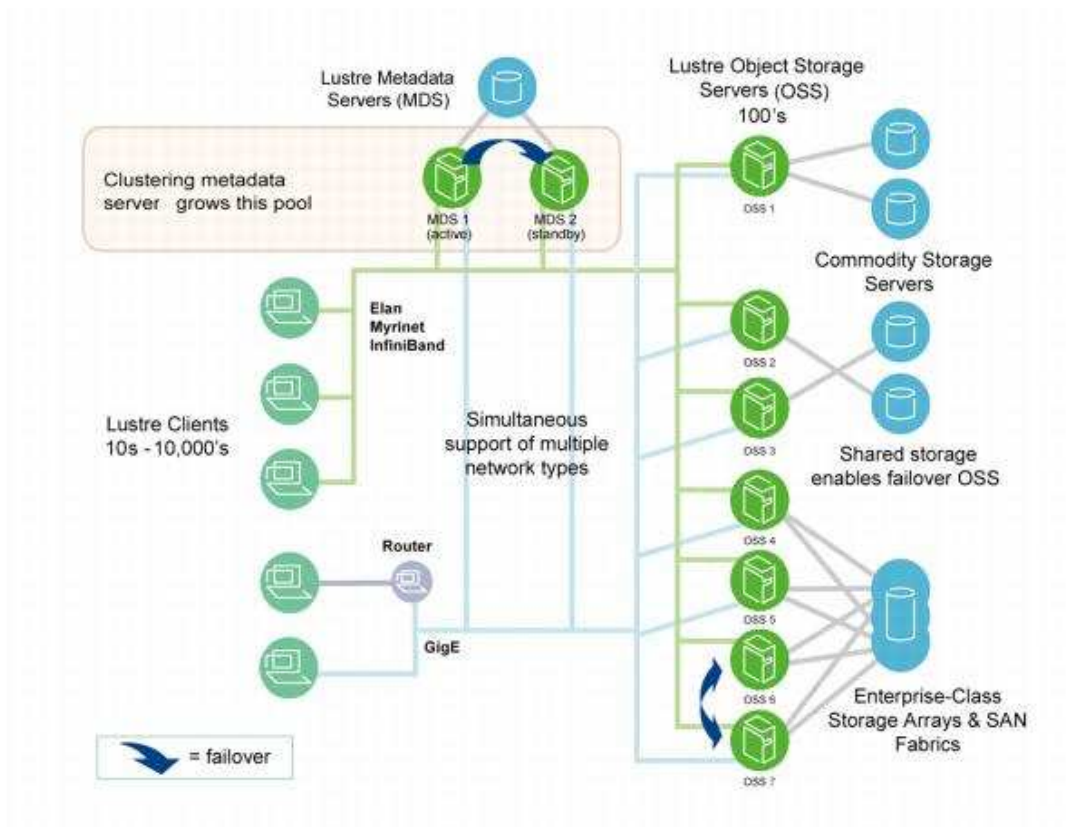 Lustre Metadata
Servers (MDS)
Lustre Object Storage
Servers (OSS)
100's
Clustering metadata
server grows this pool
MDS 1
(active)
MDS 2
(standby)
OSS 1
Commodity Storage
Servers
Elan
Myrinet
InfiniBand
OSS 2
Lustre Clients
10s - 10,000's
Simultaneous
support of multiple
network types
OSS 3
Shared storage
enables failover OSS
OSS 4
Router
OSS 5
GigE
OSS 6
Enterprise-Class
Storage Arrays & SAN
Fabrics
= failover
OSS 7